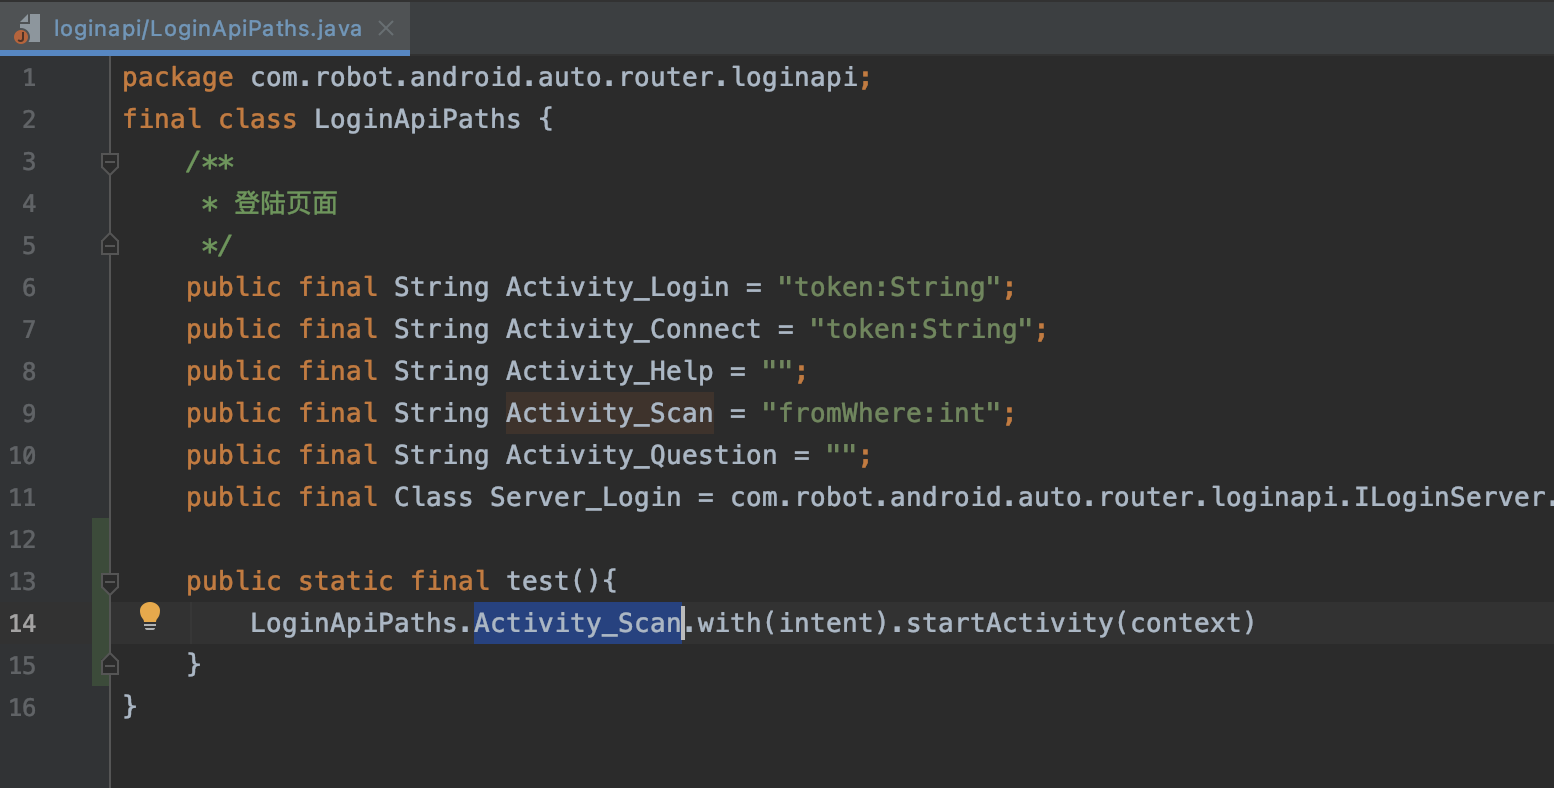 loginapi/LoginApiPaths.java
1 package com.robot.android.auto.router.loginapi;
2 final class LoginApiPaths {
3 /**
4 * 登陆页面
5 */
6 public final String Activity_Login = "token:String";
7 public final String Activity_Connect = "token:String";
8 public final String Activity_Help = "";
9 public final String Activity_Scan = "fromWhere:int";
10 public final String Activity_Question = "";
11 public final Class Server_Login = com.robot.android.auto.router.loginapi.ILoginServer.
12
13 public static final test(){
14 LoginApiPaths.Activity_Scan.with(intent).startActivity(context)
15 }
16 }